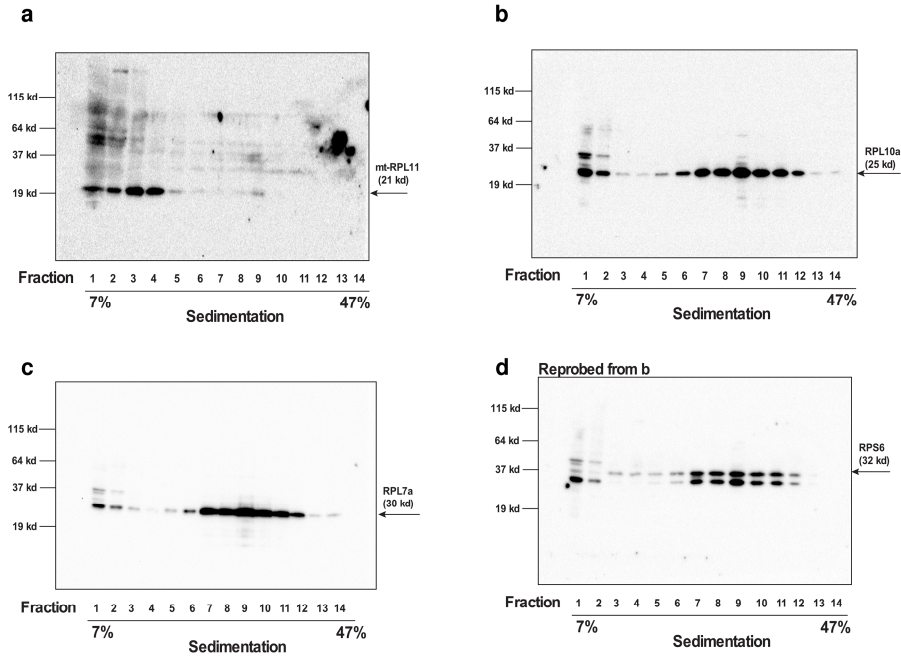 a
115 kd
64 kd
37 kd
19 kd
mt-RPL11
(21 kd)
Fraction 1 2 3 4 5 6 7 8 9 10 11 12 13 14
7% 47%
Sedimentation
b
115 kd
64 kd
37 kd
19 kd
RPL10a
(25 kd)
Fraction 1 2 3 4 5 6 7 8 9 10 11 12 13 14
7% 47%
Sedimentation
c
115 kd
64 kd
37 kd
19 kd
RPL7a
(30 kd)
Fraction 1 2 3 4 5 6 7 8 9 10 11 12 13 14
7% 47%
Sedimentation
d Reprobed from b
115 kd
64 kd
37 kd
19 kd
RPS6
(32 kd)
Fraction 1 2 3 4 5 6 7 8 9 10 11 12 13 14
7% 47%
Sedimentation